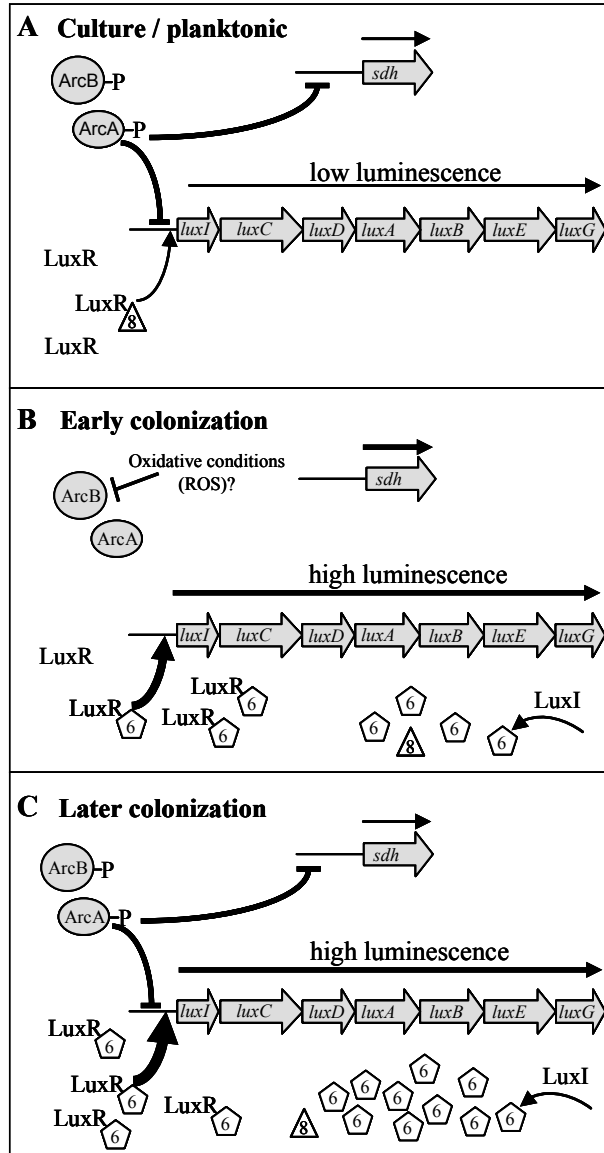 A Culture / planktonic
ArcB-P
sdh
ArcA-P
low luminescence
luxI luxC luxD luxA luxB luxE luxG
LuxR
LuxR
8
LuxR
B Early colonization
Oxidative conditions
(ROS)?
ArcB
sdh
ArcA
high luminescence
luxI luxC luxD luxA luxB luxE luxG
LuxR
LuxR
6
LuxR
6
LuxR
6
6
6
8
6
6
LuxI
C Later colonization
sdh
ArcB-P
ArcA-P
high luminescence
luxI luxC luxD luxA luxB luxE luxG
LuxR
6
LuxR
6
LuxR
6
LuxR
6
8
6
6
6
6
6
6
6
6
6
6
LuxI